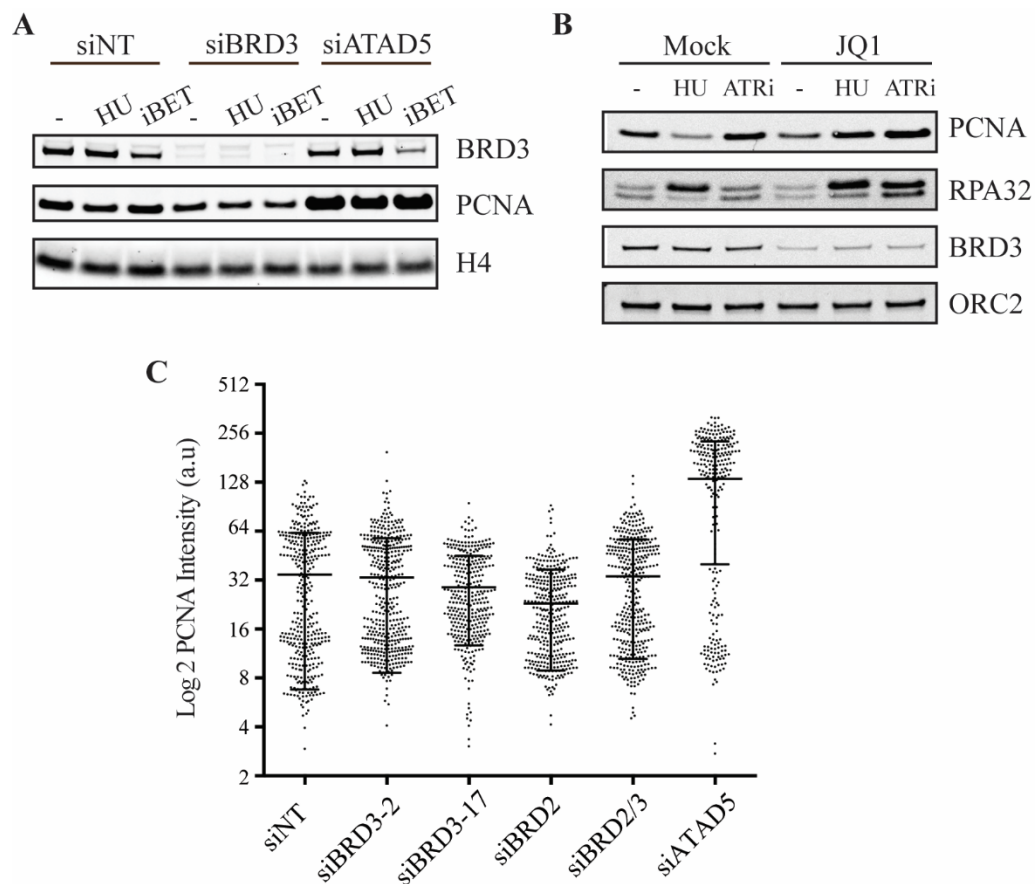 A
siNT siBRD3 siATAD5
- HU iBET - HU iBET - HU iBET
BRD3
PCNA
H4
B
Mock JQ1
- HU ATRi - HU ATRi
PCNA
RPA32
BRD3
ORC2
C
Log 2 PCNA Intensity (a.u)
512
256
128
64
32
16
8
4
2
siNT siBRD3-2 siBRD3-17 siBRD2 siBRD2/3 siATAD5